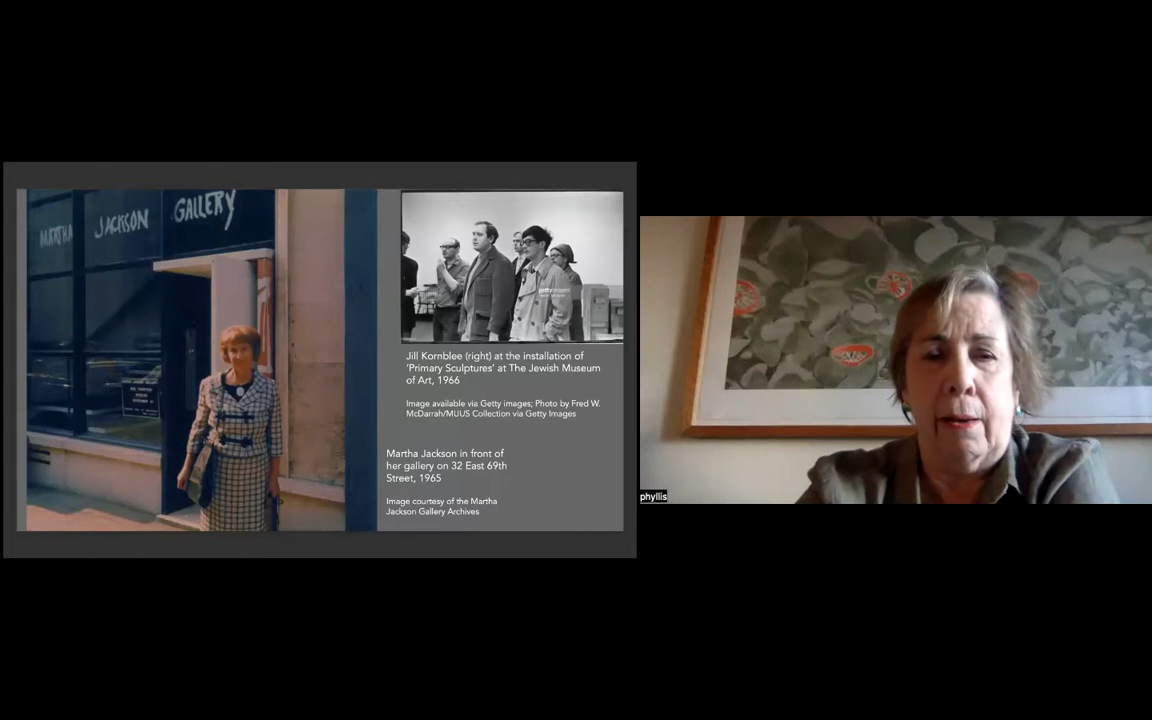 MARTHA JACKSON GALLERY
gettyimages
Jill Kornblee (right) at the installation of
'Primary Sculptures' at The Jewish Museum
of Art, 1966
Image available via Getty images; Photo by Fred W.
McDarrah/MUUS Collection via Getty Images
Martha Jackson in front of
her gallery on 32 East 69th
Street, 1965
Image courtesy of the Martha
Jackson Gallery Archives
phyllis